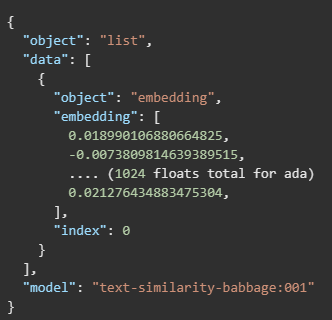 {
  "object": "list",
  "data": [
    {
      "object": "embedding",
      "embedding": [
        0.018990106880664825,
        -0.0073809814639389515,
        .... (1024 floats total for ada)
        0.021276434883475304,
      ],
      "index": 0
    }
  ],
  "model": "text-similarity-babbage:001"
}